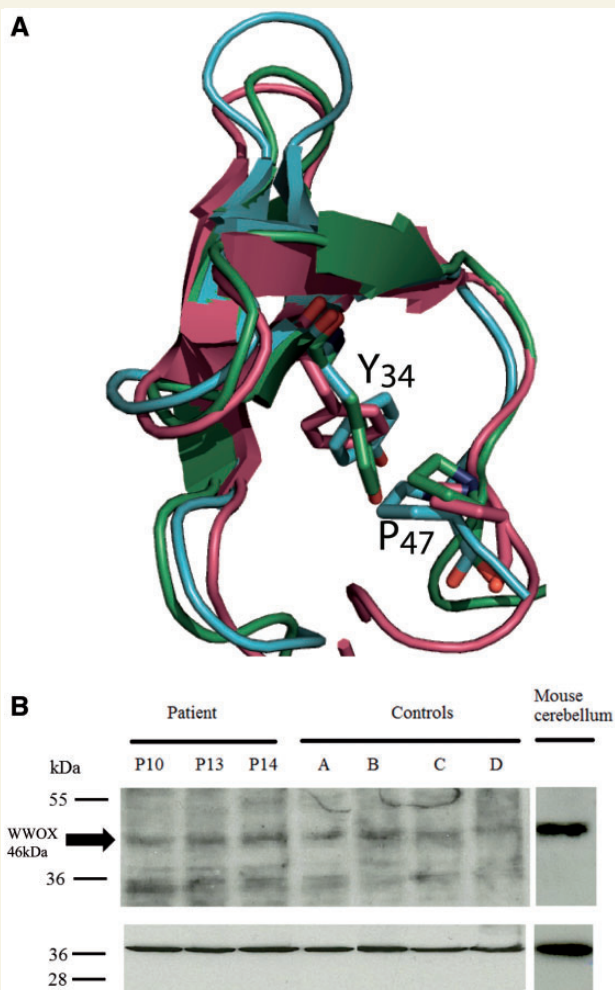 A
Y34
P47
B
Patient
Controls
Mouse
cerebellum
kDa
P10 P13 P14 A B C D
55
WWOX
46kDa
36
36
28